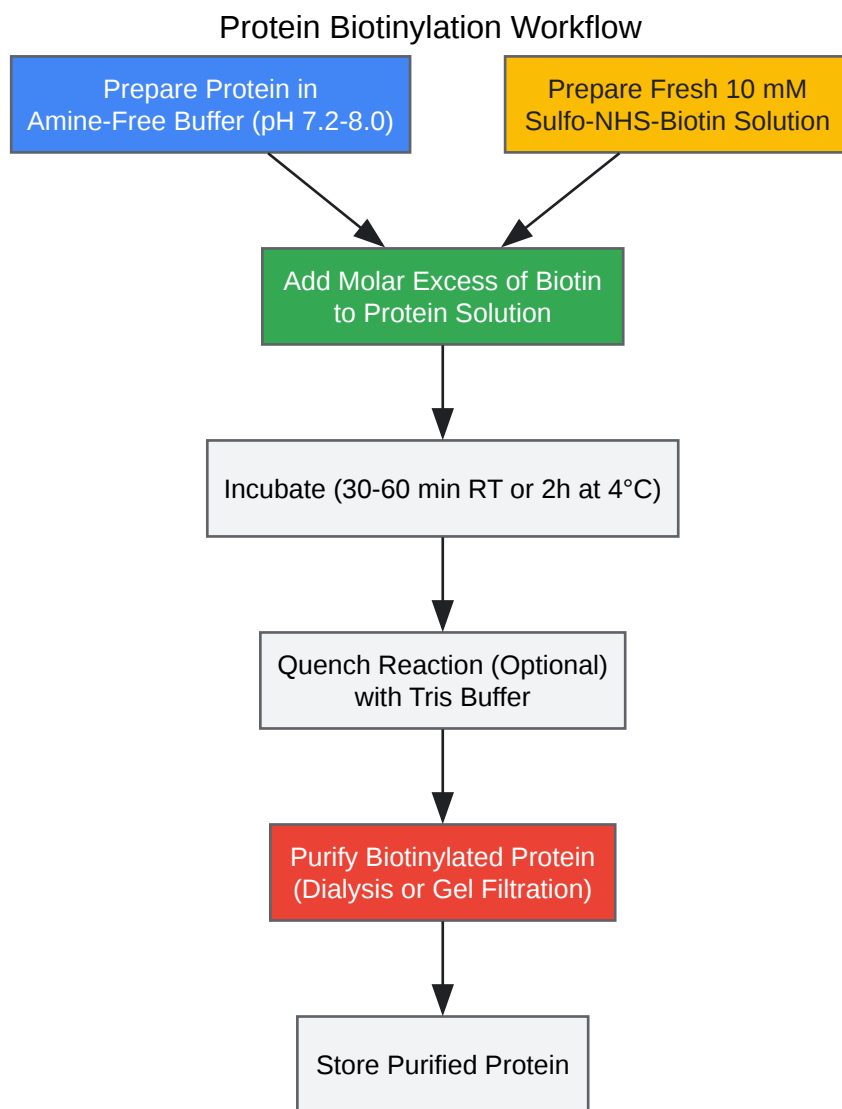 Protein Biotinylation Workflow
Prepare Protein in
Amine-Free Buffer (pH 7.2-8.0)
Prepare Fresh 10 mM
Sulfo-NHS-Biotin Solution
Add Molar Excess of Biotin
to Protein Solution
Incubate (30-60 min RT or 2h at 4°C)
Quench Reaction (Optional)
with Tris Buffer
Purify Biotinylated Protein
(Dialysis or Gel Filtration)
Store Purified Protein